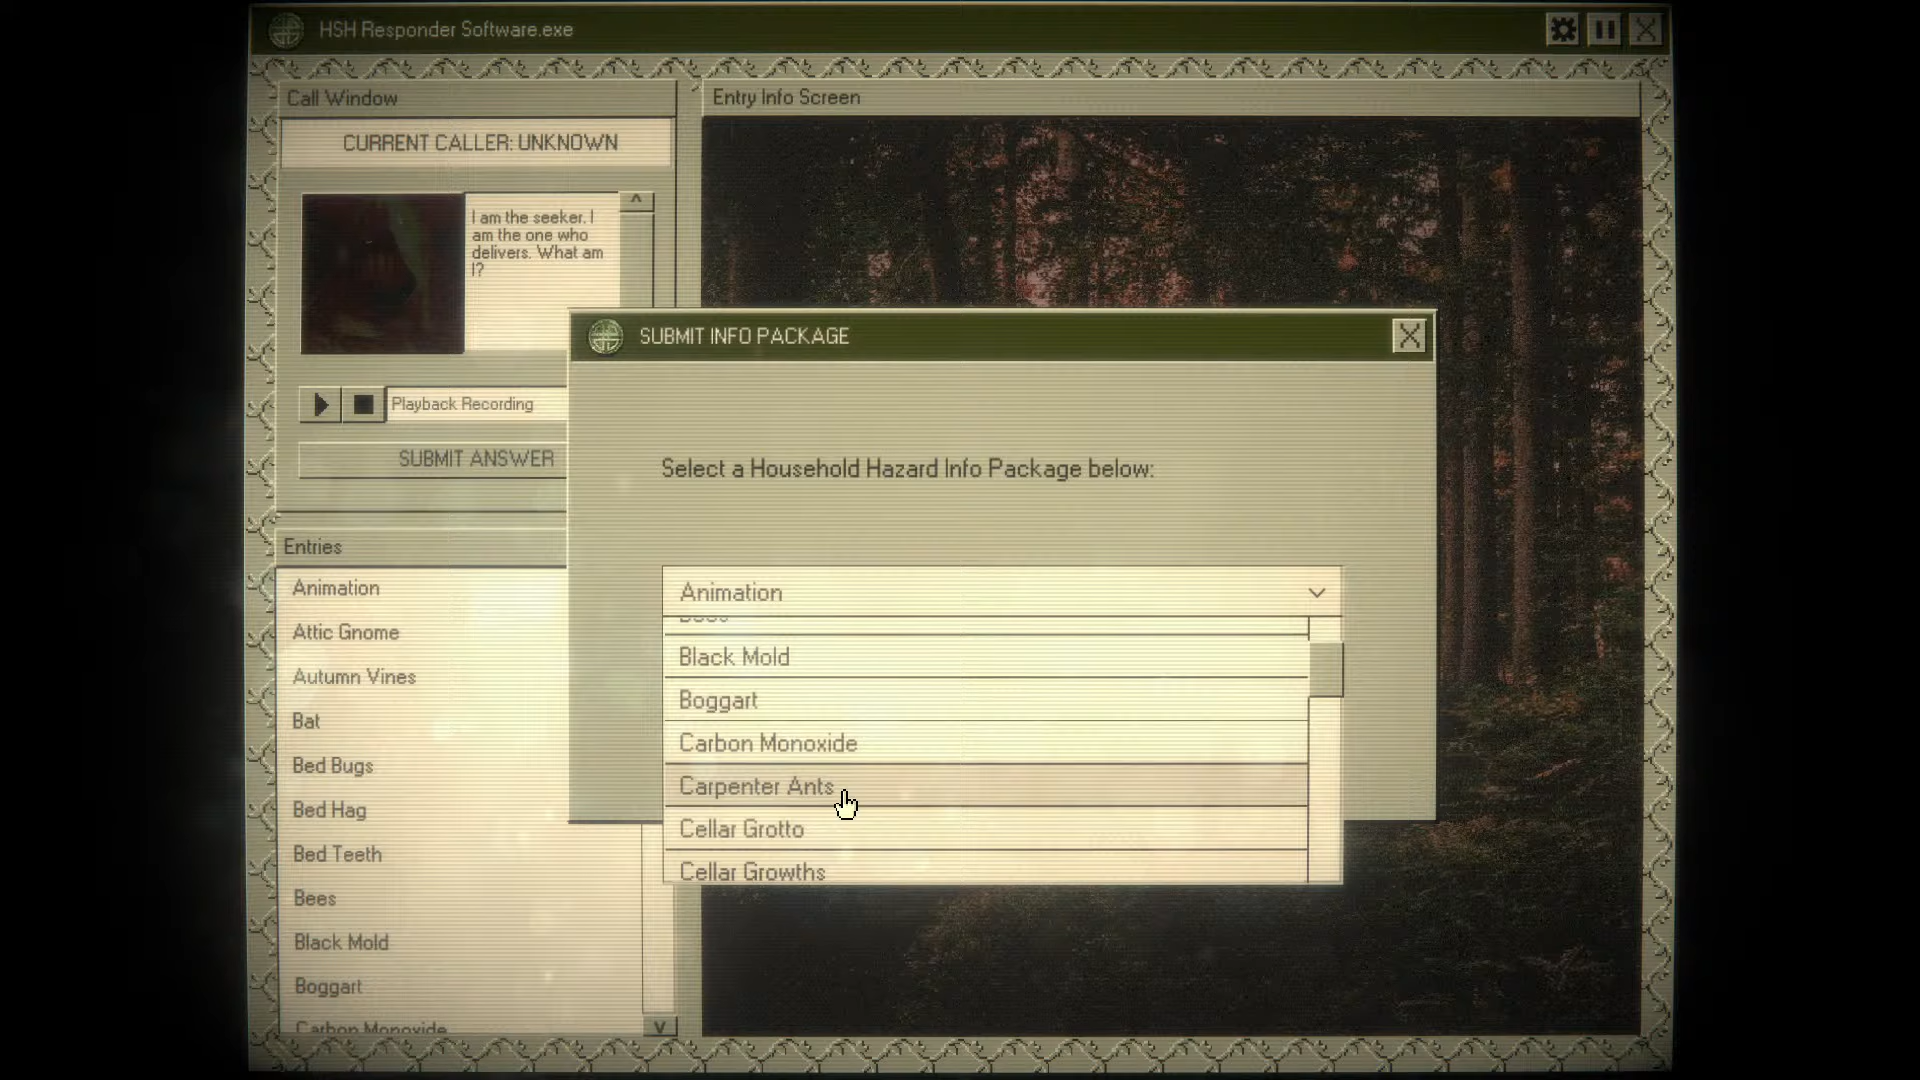 HSH Responder Software.exe
Call Window
CURRENT CALLER: UNKNOWN
I am the seeker. I
am the one who
delivers. What am
I?
Playback Recording
SUBMIT ANSWER
Entries
Animation
Attic Gnome
Autumn Vines
Bat
Bed Bugs
Bed Hag
Bed Teeth
Bees
Black Mold
Boggart
Carbon Monoxide
Entry Info Screen
SUBMIT INFO PACKAGE
Select a Household Hazard Info Package below:
Animation
Bees
Black Mold
Boggart
Carbon Monoxide
Carpenter Ants
Cellar Grotto
Cellar Growths